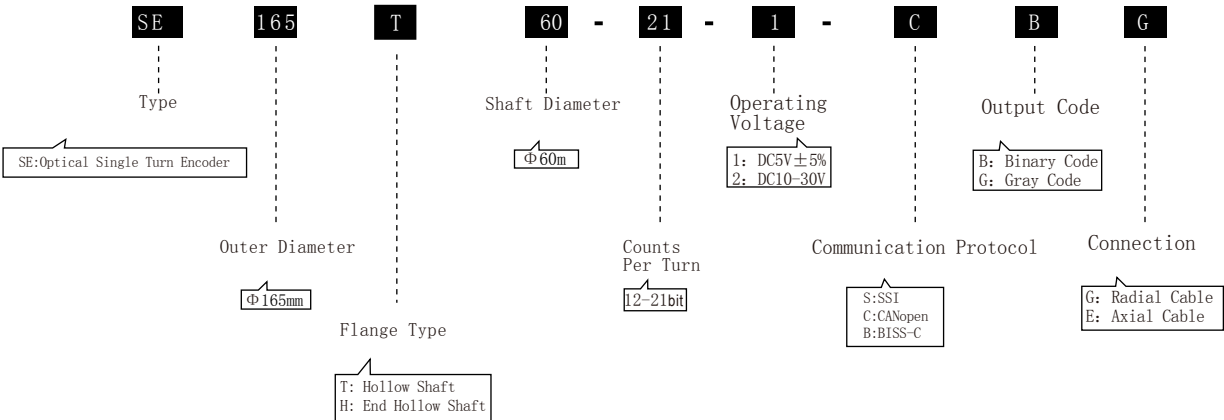 SE 165 T 60 - 21 - 1 - C B G
Type
Shaft Diameter
Operating
Voltage
Output Code
SE:Optical Single Turn Encoder
Φ60m
1: DC5V±5%
2: DC10-30V
B: Binary Code
G: Gray Code
Outer Diameter
Counts
Per Turn
Communication Protocol
Connection
Φ165mm
12-21bit
S:SSI
C:CANopen
B:BISS-C
G: Radial Cable
E: Axial Cable
Flange Type
T: Hollow Shaft
H: End Hollow Shaft